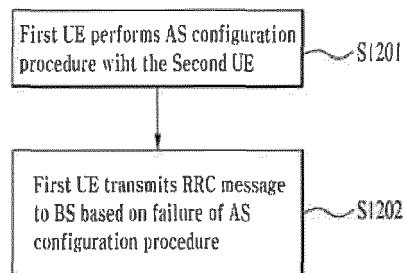 First UE performs AS configuration
procedure wiht the Second UE
S1201
First UE transmits RRC message
to BS based on failure of AS
configuration procedure
S1202